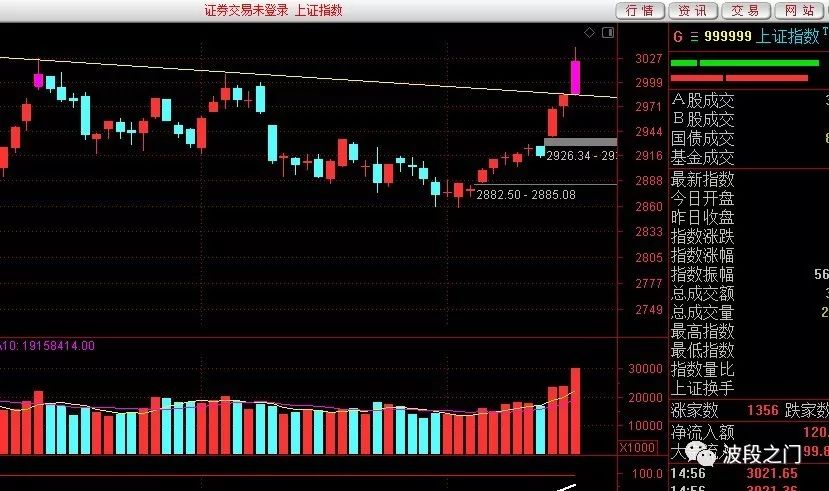 证券交易未登录 上证指数
行情 资讯 交易 网站
G 999999 上证指数
3027
2999
2971
2944
2916
2888
2860
2833
2805
2777
2749
2926.34 - 29
2882.50 - 2885.08
A股成交
B股成交
国债成交
基金成交
最新指数
今日开盘
昨日收盘
指数涨跌
指数涨幅
指数振幅 56
总成交额
总成交量 2
最高指数
最低指数
指数量比
上证换手
涨家数 1356 跌家数
净流入额 120.
大 99.8
A10: 19158414.00
30000
20000
10000
X1000
100.0
14:56 3021.65
14:56 3021.36
波段之门